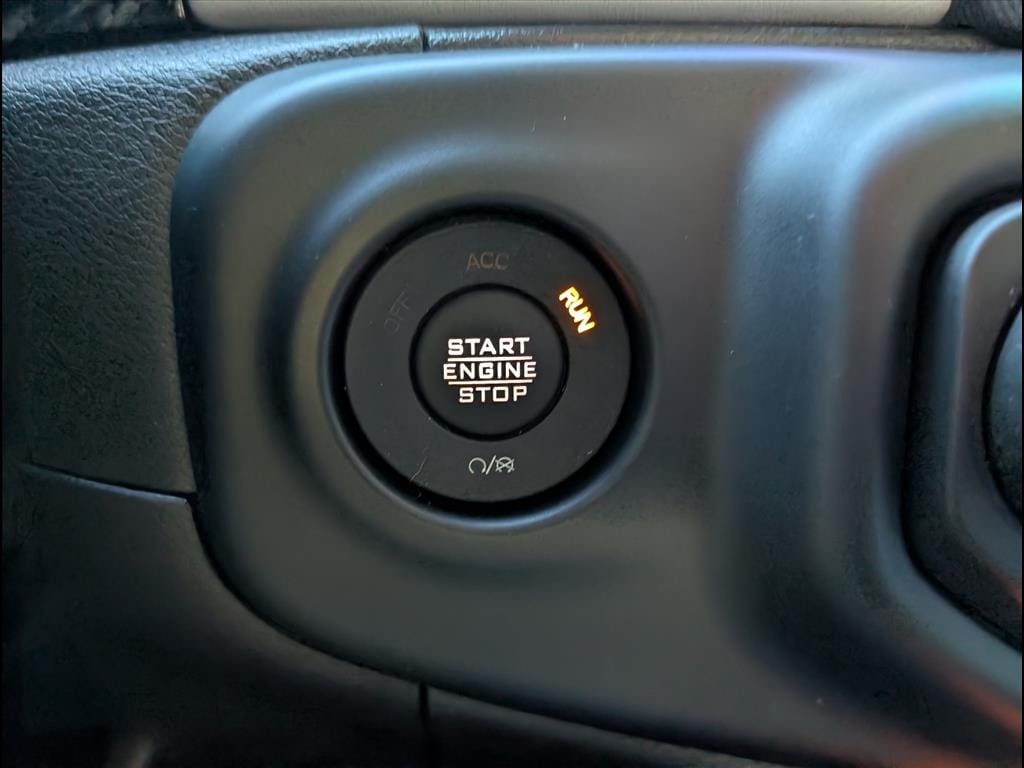 ACC
OFF
RUN
START
ENGINE
STOP